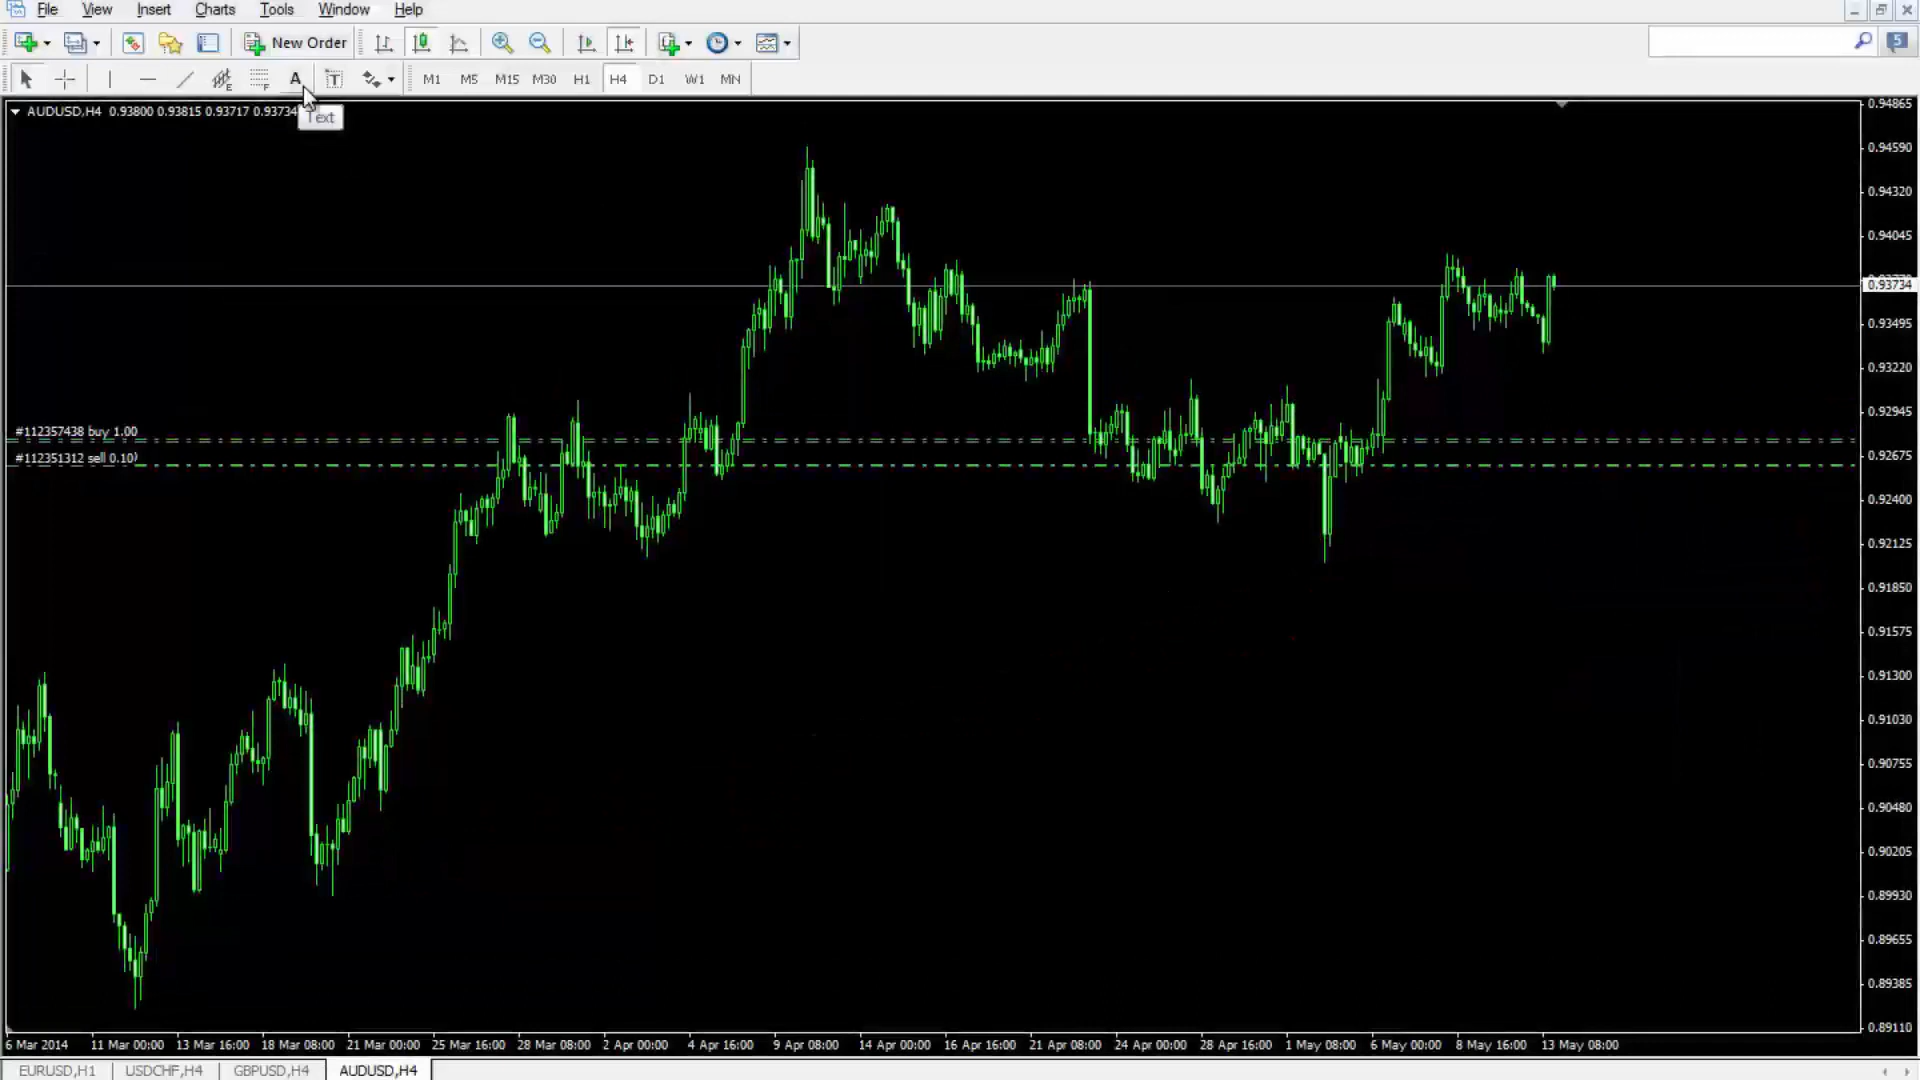 File View Insert Charts Tools Window Help
New Order
5
E F A T M1 M5 M15 M30 H1 H4 D1 W1 MN
Text
AUDUSD,H4 0.93800 0.93815 0.93717 0.93734
#112357438 buy 1.00
#112351312 sell 0.10)
0.94865
0.94590
0.94320
0.94045
0.93734
0.93495
0.93220
0.92945
0.92675
0.92400
0.92125
0.91850
0.91575
0.91300
0.91030
0.90755
0.90480
0.90205
0.89930
0.89655
0.89385
0.89110
6 Mar 2014 11 Mar 00:00 13 Mar 16:00 18 Mar 08:00 21 Mar 00:00 25 Mar 16:00 28 Mar 08:00 2 Apr 00:00 4 Apr 16:00 9 Apr 08:00 14 Apr 00:00 16 Apr 16:00 21 Apr 08:00 24 Apr 00:00 28 Apr 16:00 1 May 08:00 6 May 00:00 8 May 16:00 13 May 08:00
EURUSD,H1 USDCHF,H4 GBPUSD,H4 AUDUSD,H4